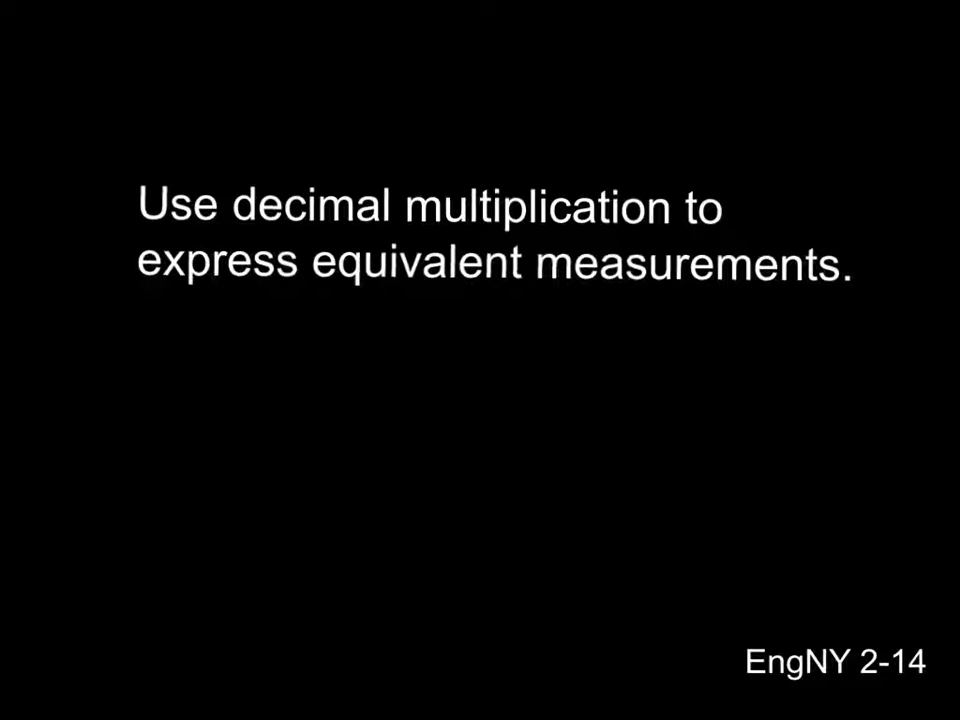 Use decimal multiplication to
express equivalent measurements.
EngNY 2-14